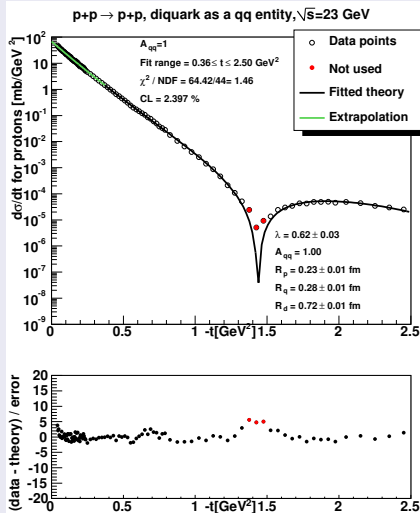 p+p → p+p, diquark as a qq entity, √s=23 GeV
dσ/dt for protons [mb/GeV²]
10²
10
1
10⁻¹
10⁻²
10⁻³
10⁻⁴
10⁻⁵
10⁻⁶
10⁻⁷
10⁻⁸
10⁻⁹
A_qq=1
Fit range = 0.36≤ t ≤ 2.50 GeV²
χ² / NDF = 64.42/44= 1.46
CL = 2.397 %
Data points
Not used
Fitted theory
Extrapolation
λ = 0.62 ± 0.03
A_qq = 1.00
R_p = 0.23 ± 0.01 fm
R_q = 0.28 ± 0.01 fm
R_d = 0.72 ± 0.01 fm
0 0.5 1 -t[GeV²] 1.5 2 2.5
(data - theory) / error
20
15
10
5
0
-5
-10
-15
-20
0 0.5 1 -t[GeV²] 1.5 2 2.5